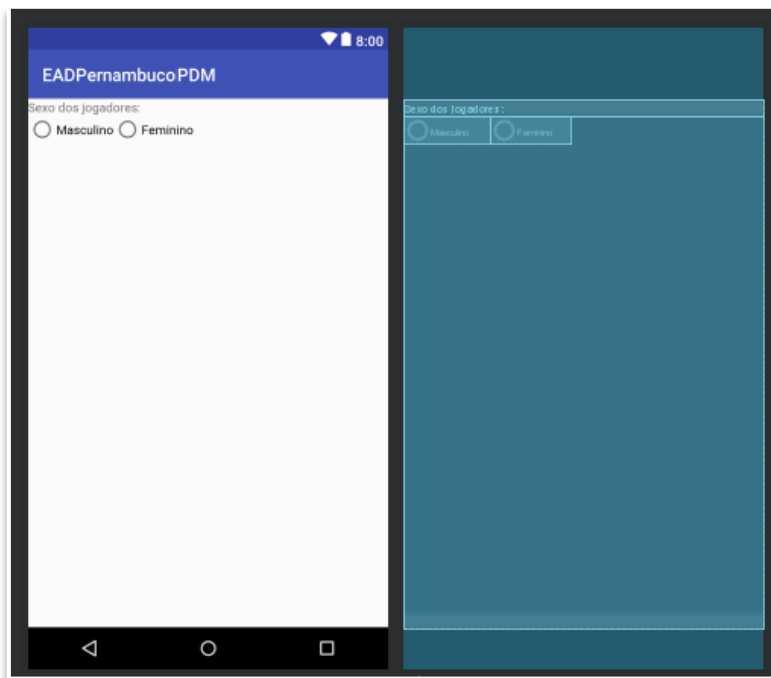 8:00
EADPernambucoPDM
Sexo dos jogadores:
Masculino Feminino
Sexo dos Jogadores:
Masculino Feminino